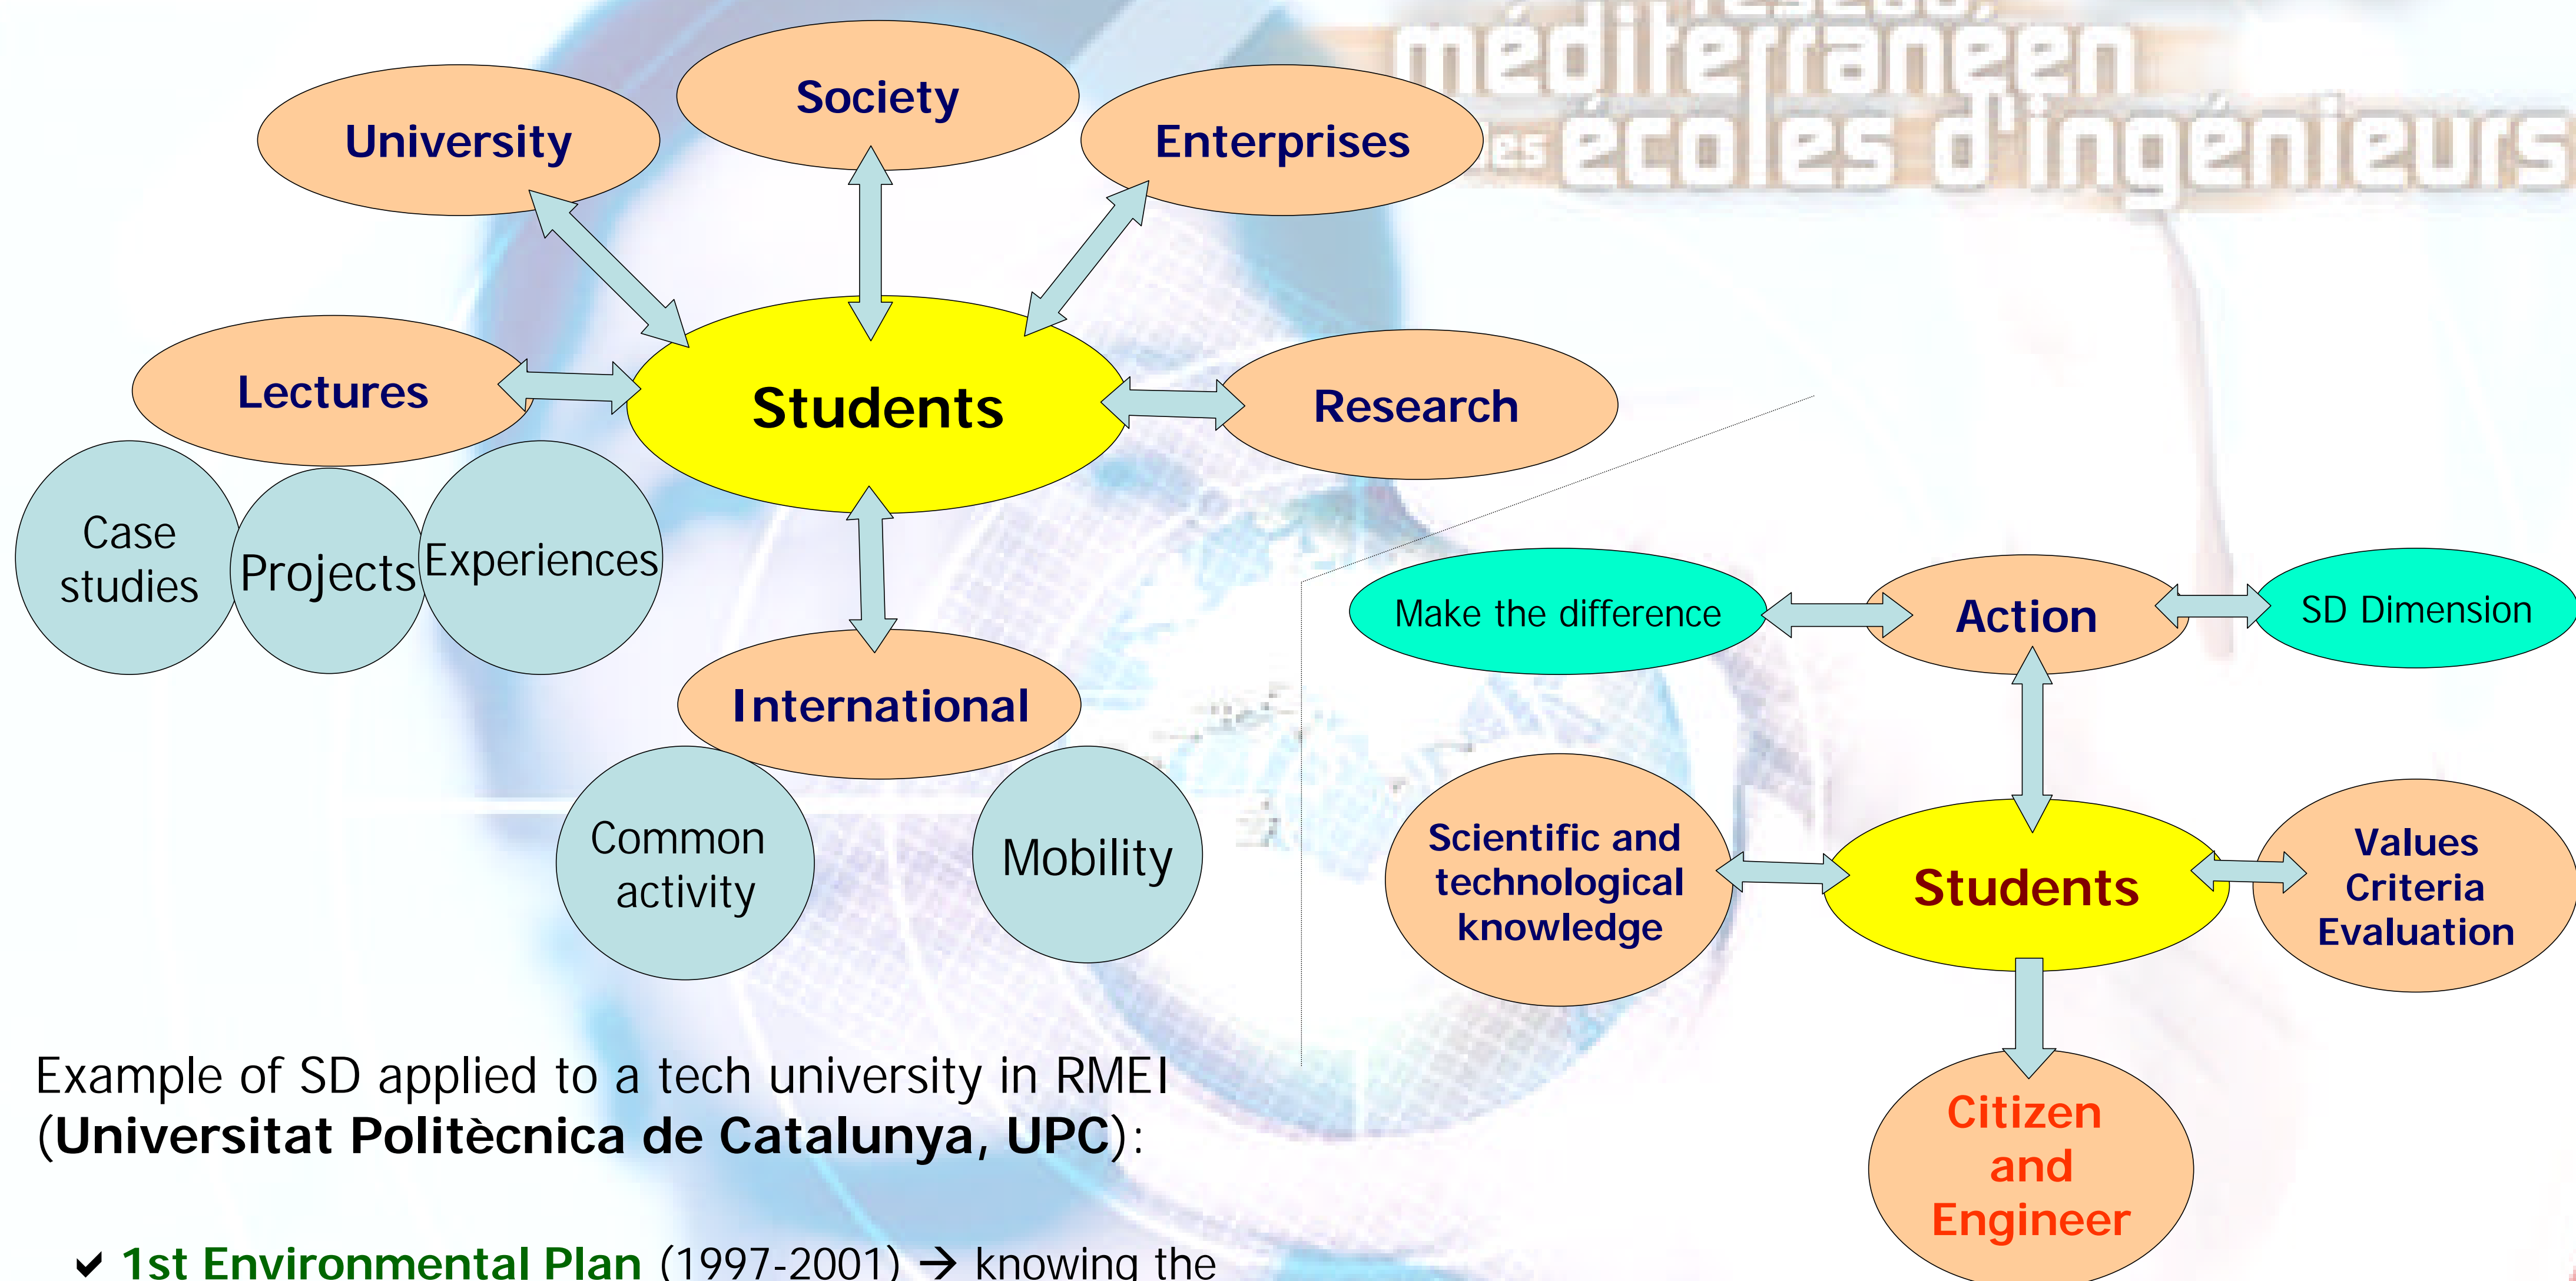 réseau
méditerranéen
des écoles d'ingénieurs
University
Society
Enterprises
Lectures
Students
Research
Case
studies
Projects
Experiences
International
Common
activity
Mobility
Make the difference
Action
SD Dimension
Scientific and
technological
knowledge
Students
Values
Criteria
Evaluation
Citizen
and
Engineer
Example of SD applied to a tech university in RMEI
(Universitat Politècnica de Catalunya, UPC):
✓ 1st Environmental Plan (1997-2001) → knowing the